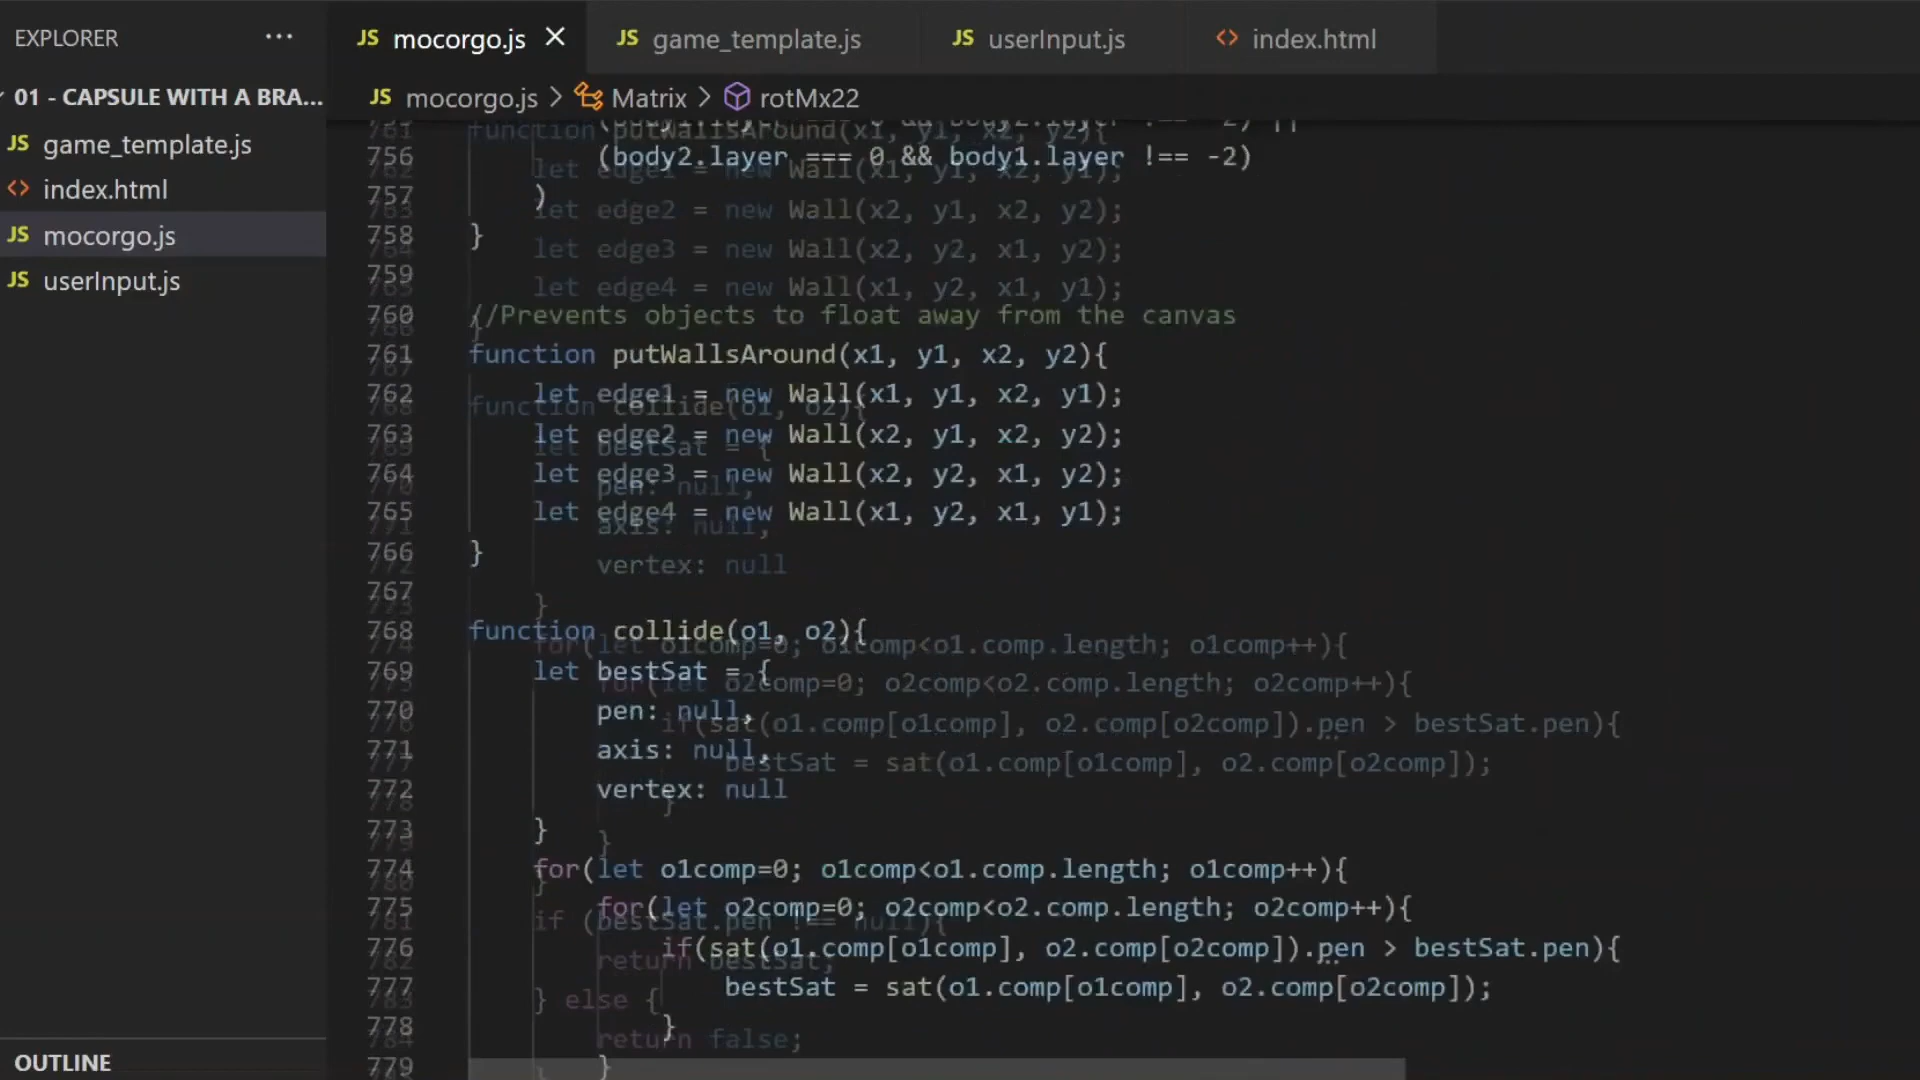 EXPLORER
···
JS mocorgo.js
JS game_template.js
JS userInput.js
<> index.html
01 - CAPSULE WITH A BRA...
JS game_template.js
<> index.html
JS mocorgo.js
JS userInput.js
OUTLINE
JS mocorgo.js > Matrix > rotMx22
756 (body2.layer === 0 && body1.layer !== -2)
757 )
758 }
759
760 //Prevents objects to float away from the canvas
761 function putWallsAround(x1, y1, x2, y2){
762 let edge1 = new Wall(x1, y1, x2, y1);
763 let edge2 = new Wall(x2, y1, x2, y2);
764 let edge3 = new Wall(x2, y2, x1, y2);
765 let edge4 = new Wall(x1, y2, x1, y1);
766 }
767
768 function collide(o1, o2){
769 let bestSat = {
770 pen: null,
771 axis: null,
772 vertex: null
773 }
774 for(let o1comp=0; o1comp<o1.comp.length; o1comp++){
775 for(let o2comp=0; o2comp<o2.comp.length; o2comp++){
776 if(sat(o1.comp[o1comp], o2.comp[o2comp]).pen > bestSat.pen){
777 bestSat = sat(o1.comp[o1comp], o2.comp[o2comp]);
778 }
779 }